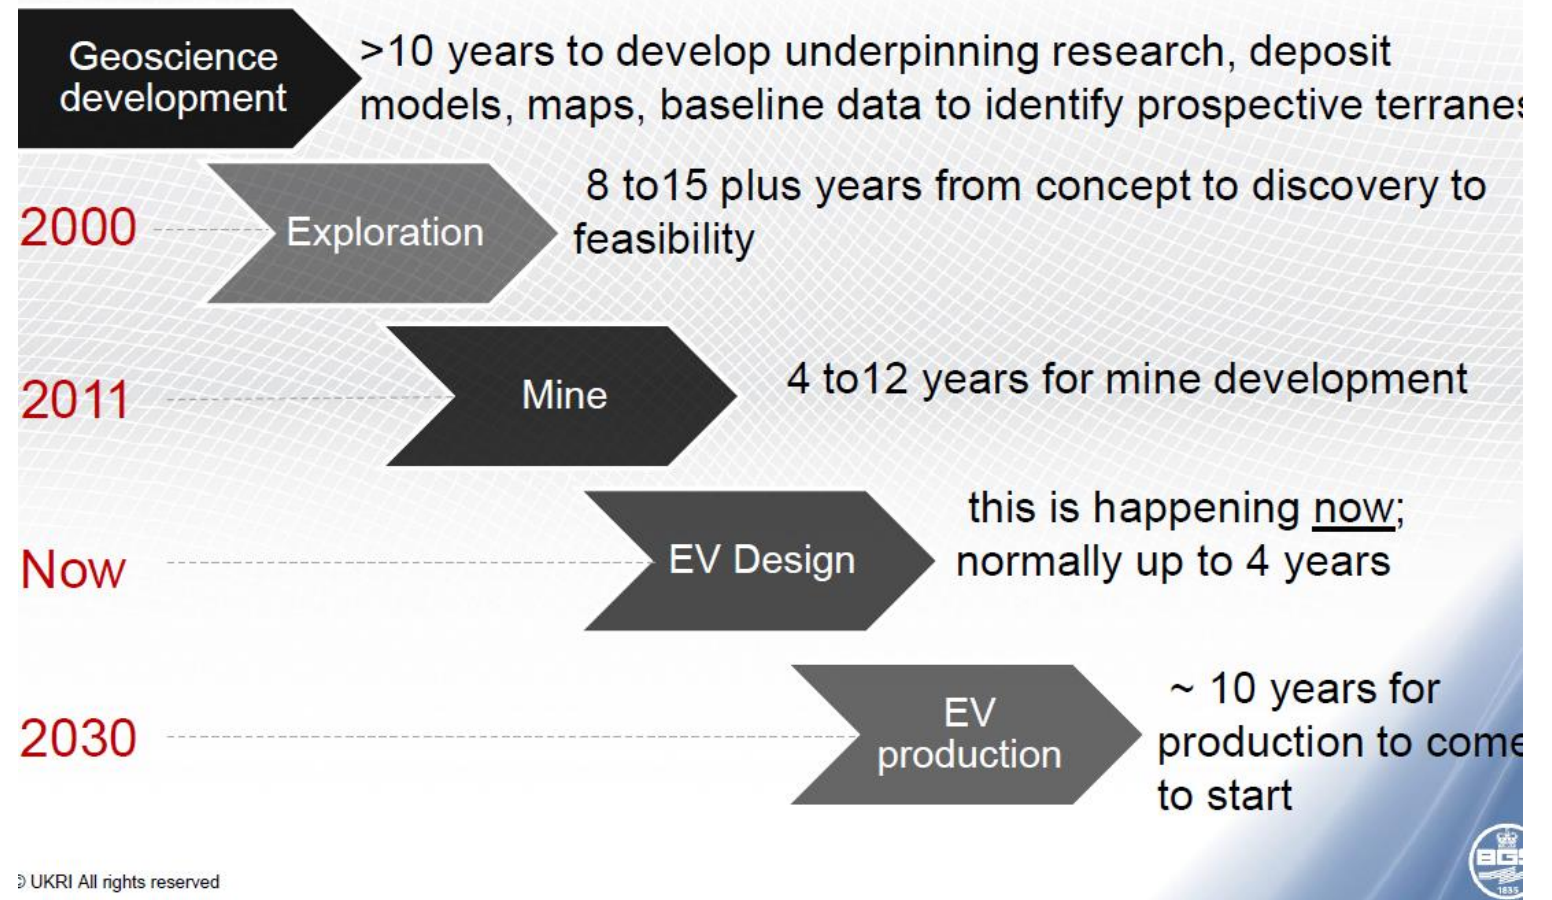 Geoscience
development
>10 years to develop underpinning research, deposit
models, maps, baseline data to identify prospective terranes
2000
Exploration
8 to15 plus years from concept to discovery to
feasibility
2011
Mine
4 to12 years for mine development
Now
EV Design
this is happening now;
normally up to 4 years
2030
EV
production
~ 10 years for
production to come
to start
© UKRI All rights reserved
BGS
1835